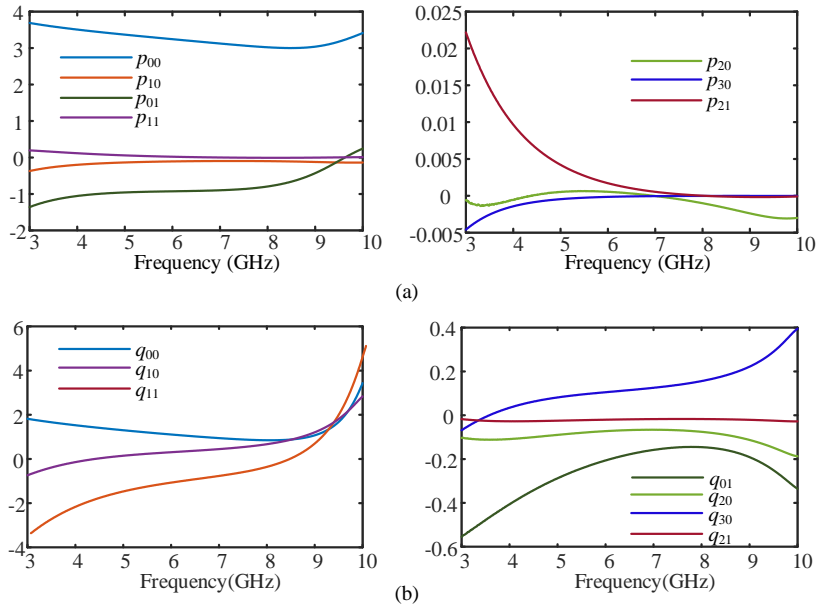 4
3
2
1
0
-1
-2
p00
p10
p01
p11
3 4 5 6 7 8 9 10
Frequency (GHz)
0.025
0.02
0.015
0.01
0.005
0
-0.005
p20
p30
p21
3 4 5 6 7 8 9 10
Frequency (GHz)
(a)
6
4
2
0
-2
-4
q00
q10
q11
3 4 5 6 7 8 9 10
Frequency(GHz)
0.4
0.2
0
-0.2
-0.4
-0.6
q01
q20
q30
q21
3 4 5 6 7 8 9 10
Frequency(GHz)
(b)